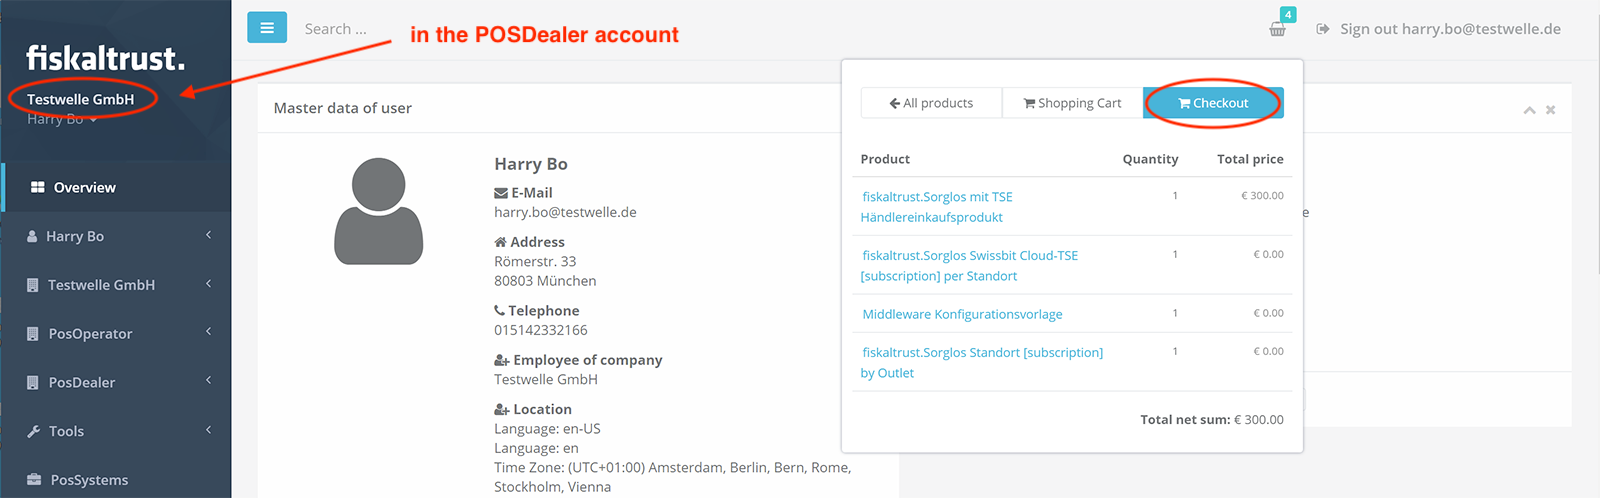 fiskaltrust.
Testwelle GmbH
Harry Bo
Overview
Harry Bo
Testwelle GmbH
PosOperator
PosDealer
Tools
PosSystems
Search ...
in the POSDealer account
4
Sign out harry.bo@testwelle.de
Master data of user
Harry Bo
E-Mail
harry.bo@testwelle.de
Address
Römerstr. 33
80803 München
Telephone
015142332166
Employee of company
Testwelle GmbH
Location
Language: en-US
Language: en
Time Zone: (UTC+01:00) Amsterdam, Berlin, Bern, Rome,
Stockholm, Vienna
All products Shopping Cart Checkout
Product Quantity Total price
fiskaltrust.Sorglos mit TSE 1 € 300.00
Händlereinkaufsprodukt
fiskaltrust.Sorglos Swissbit Cloud-TSE 1 € 0.00
[subscription] per Standort
Middleware Konfigurationsvorlage 1 € 0.00
fiskaltrust.Sorglos Standort [subscription] 1 € 0.00
by Outlet
Total net sum: € 300.00
e